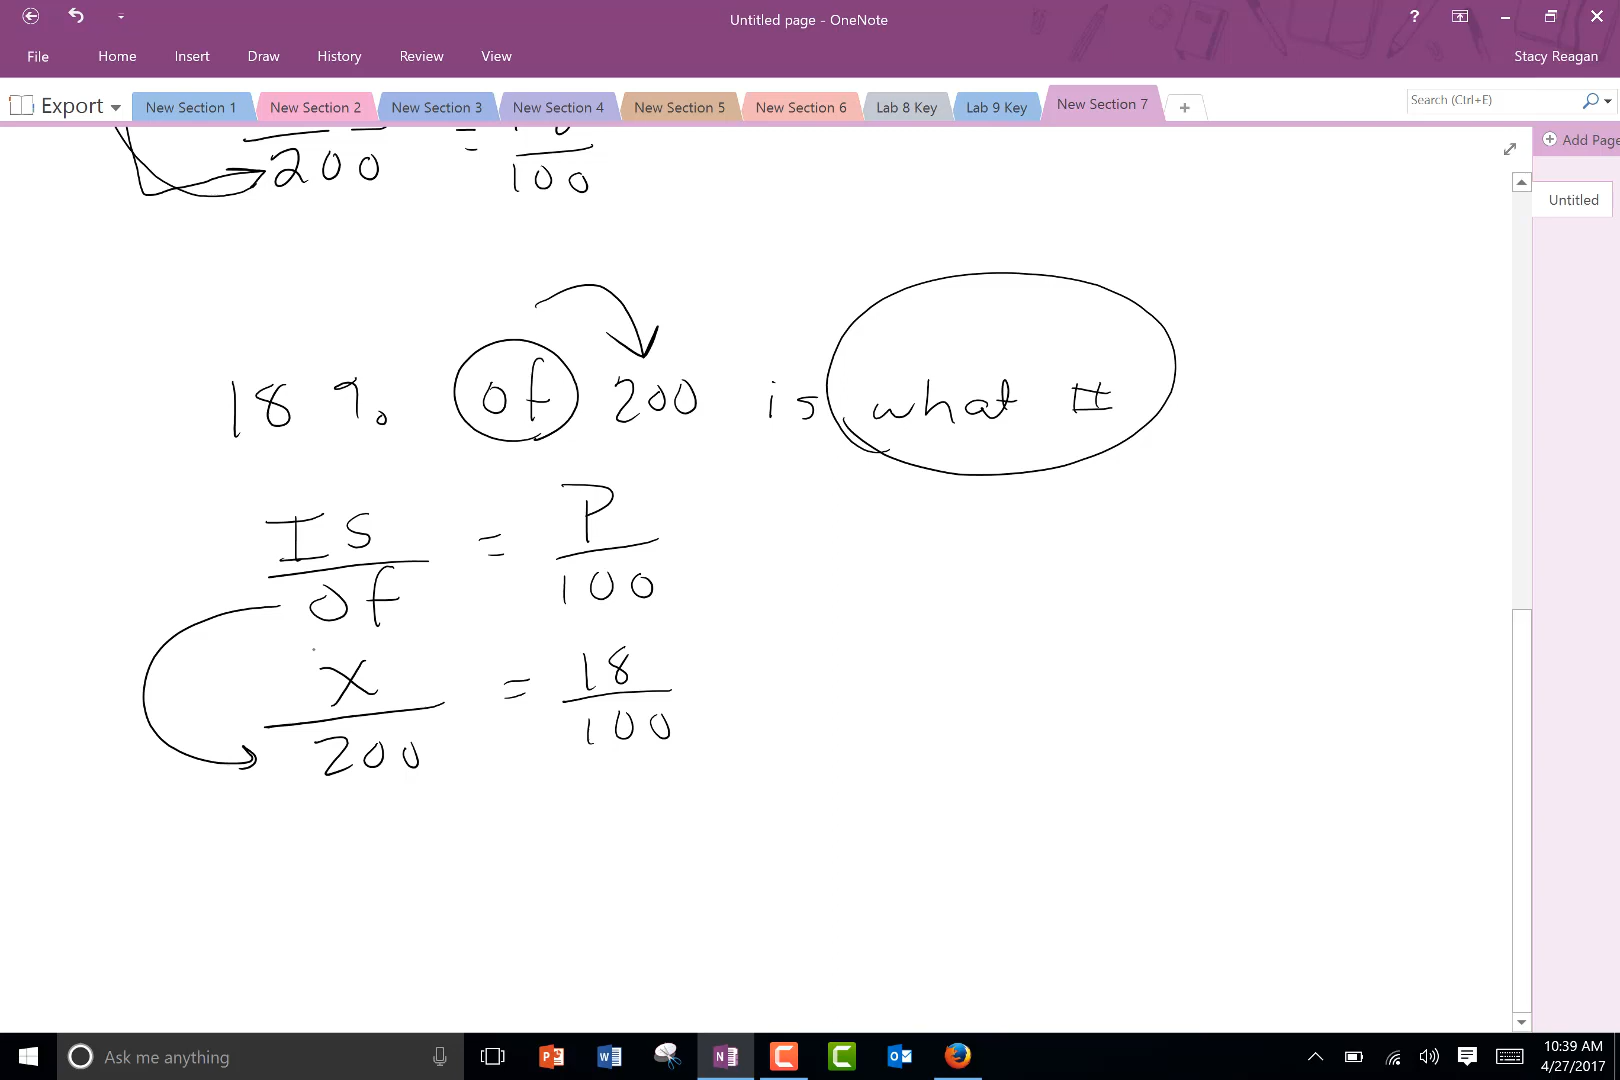 Untitled page - OneNote
?
File Home Insert Draw History Review View
Stacy Reagan
Export New Section 1 New Section 2 New Section 3 New Section 4 New Section 5 New Section 6 Lab 8 Key Lab 9 Key New Section 7 +
Search (Ctrl+E)
Add Page
Untitled
200 = 100
18 % of 200 is what #
Is = P
of 100
X = 18
200 100
Ask me anything
10:39 AM
4/27/2017